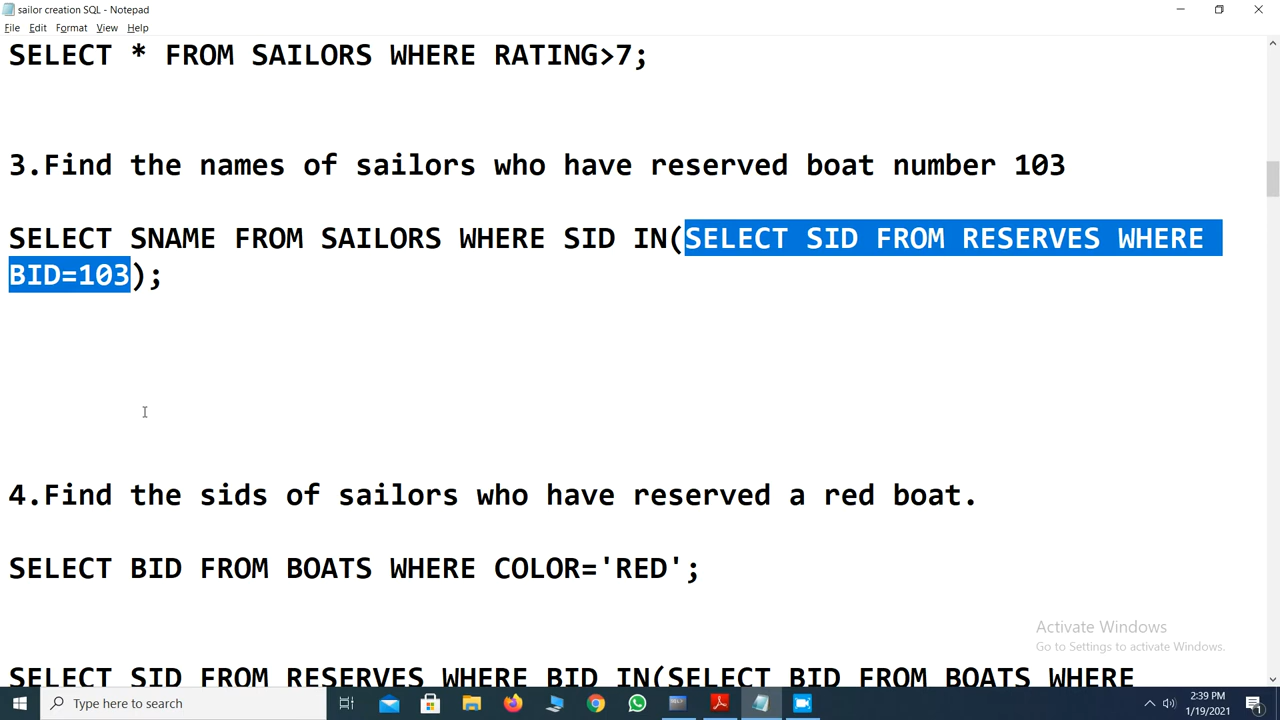 sailor creation SQL - Notepad
File Edit Format View Help
SELECT * FROM SAILORS WHERE RATING>7;
3.Find the names of sailors who have reserved boat number 103
SELECT SNAME FROM SAILORS WHERE SID IN(SELECT SID FROM RESERVES WHERE
BID=103);
4.Find the sids of sailors who have reserved a red boat.
SELECT BID FROM BOATS WHERE COLOR='RED';
Activate Windows
Go to Settings to activate Windows.
SELECT SID FROM RESERVES WHERE BID IN(SELECT BID FROM BOATS WHERE
Type here to search
2:39 PM
1/19/2021
1